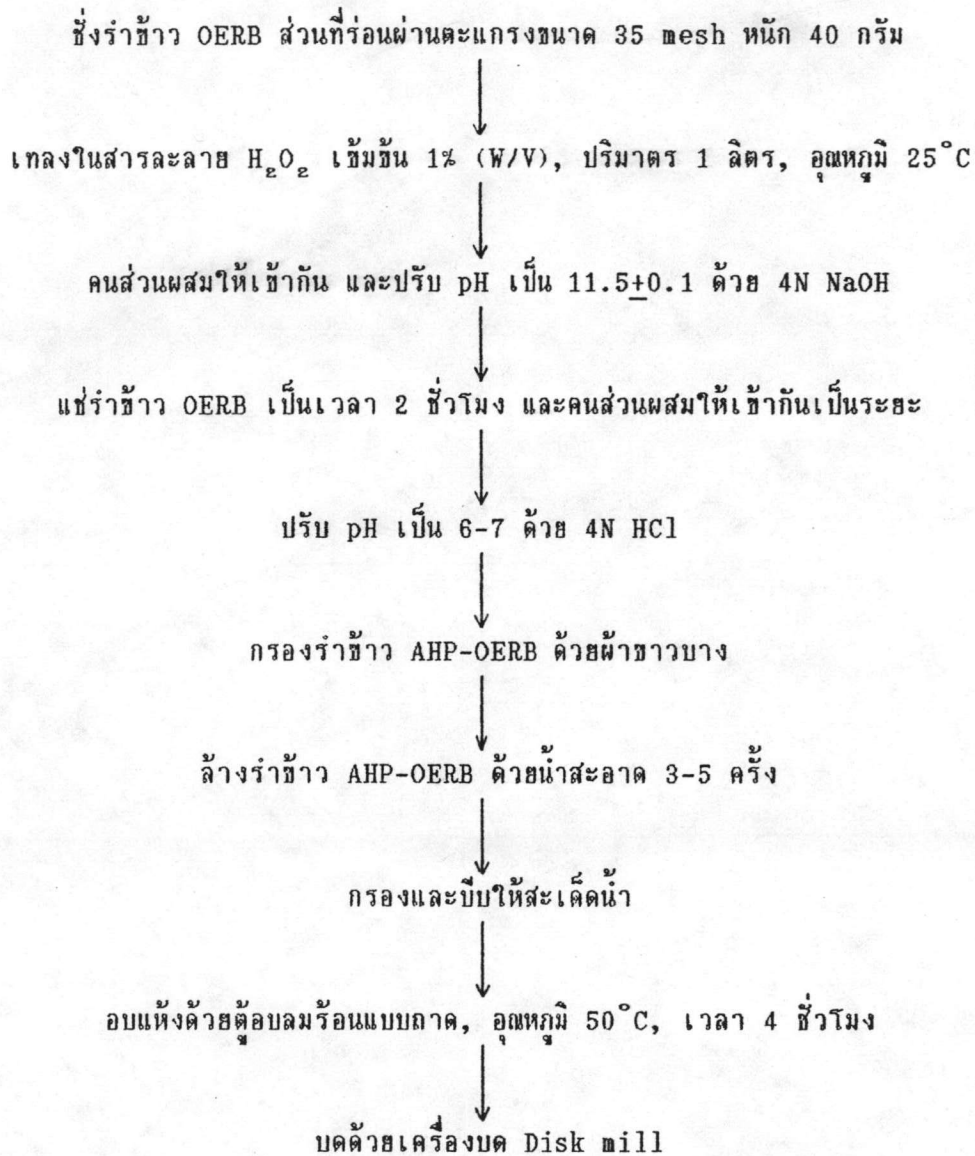 ชั่งรำข้าว OERB ส่วนที่ร่อนผ่านตะแกรงขนาด 35 mesh หนัก 40 กรัม
เทลงในสารละลาย H₂O₂ เข้มข้น 1% (W/V), ปริมาตร 1 ลิตร, อุณหภูมิ 25°C
คนส่วนผสมให้เข้ากัน และปรับ pH เป็น 11.5±0.1 ด้วย 4N NaOH
แช่รำข้าว OERB เป็นเวลา 2 ชั่วโมง และคนส่วนผสมให้เข้ากันเป็นระยะ
ปรับ pH เป็น 6-7 ด้วย 4N HCl
กรองรำข้าว AHP-OERB ด้วยผ้าขาวบาง
ล้างรำข้าว AHP-OERB ด้วยน้ำสะอาด 3-5 ครั้ง
กรองและบีบให้สะเด็ดน้ำ
อบแห้งด้วยตู้อบลมร้อนแบบถาด, อุณหภูมิ 50°C, เวลา 4 ชั่วโมง
บดด้วยเครื่องบด Disk mill